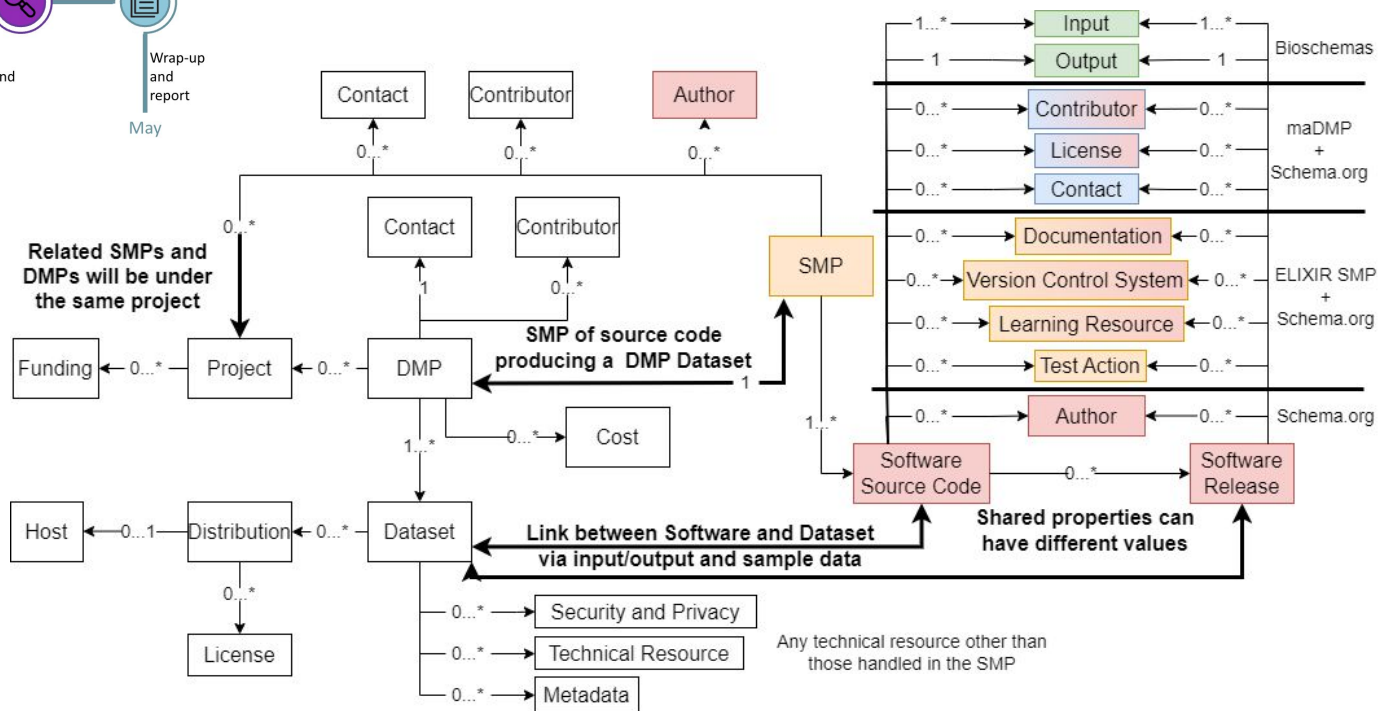 nd
Wrap-up
and
report
May
Contact
Contributor
Author
0...*
0...*
0...*
0...*
Related SMPs and
DMPs will be under
the same project
Contact
Contributor
1
0...*
SMP
SMP of source code
producing a DMP Dataset
1
Funding
0...*
Project
0...*
DMP
1...*
0...*
Cost
1...*
Host
0...1
Distribution
0...*
Dataset
Link between Software and Dataset
via input/output and sample data
0...*
License
0...*
Security and Privacy
0...*
Technical Resource
0...*
Metadata
Any technical resource other than
those handled in the SMP
1...*
Input
1...*
1
Output
1
Bioschemas
0...*
Contributor
0...*
0...*
License
0...*
0...*
Contact
0...*
maDMP
+
Schema.org
0...*
Documentation
0...*
0...*
Version Control System
0...*
0...*
Learning Resource
0...*
0...*
Test Action
0...*
ELIXIR SMP
+
Schema.org
0...*
Author
0...*
Schema.org
Software
Source Code
0...*
Software
Release
Shared properties can
have different values